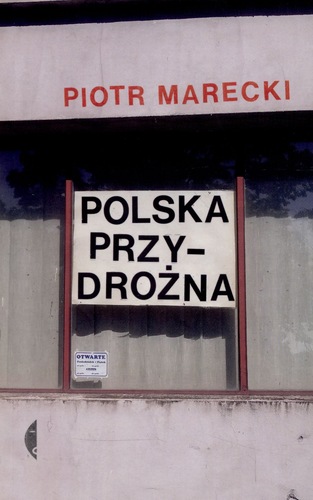 PIOTR MARECKI
POLSKA
PRZY-
DROŻNA
OTWARTE